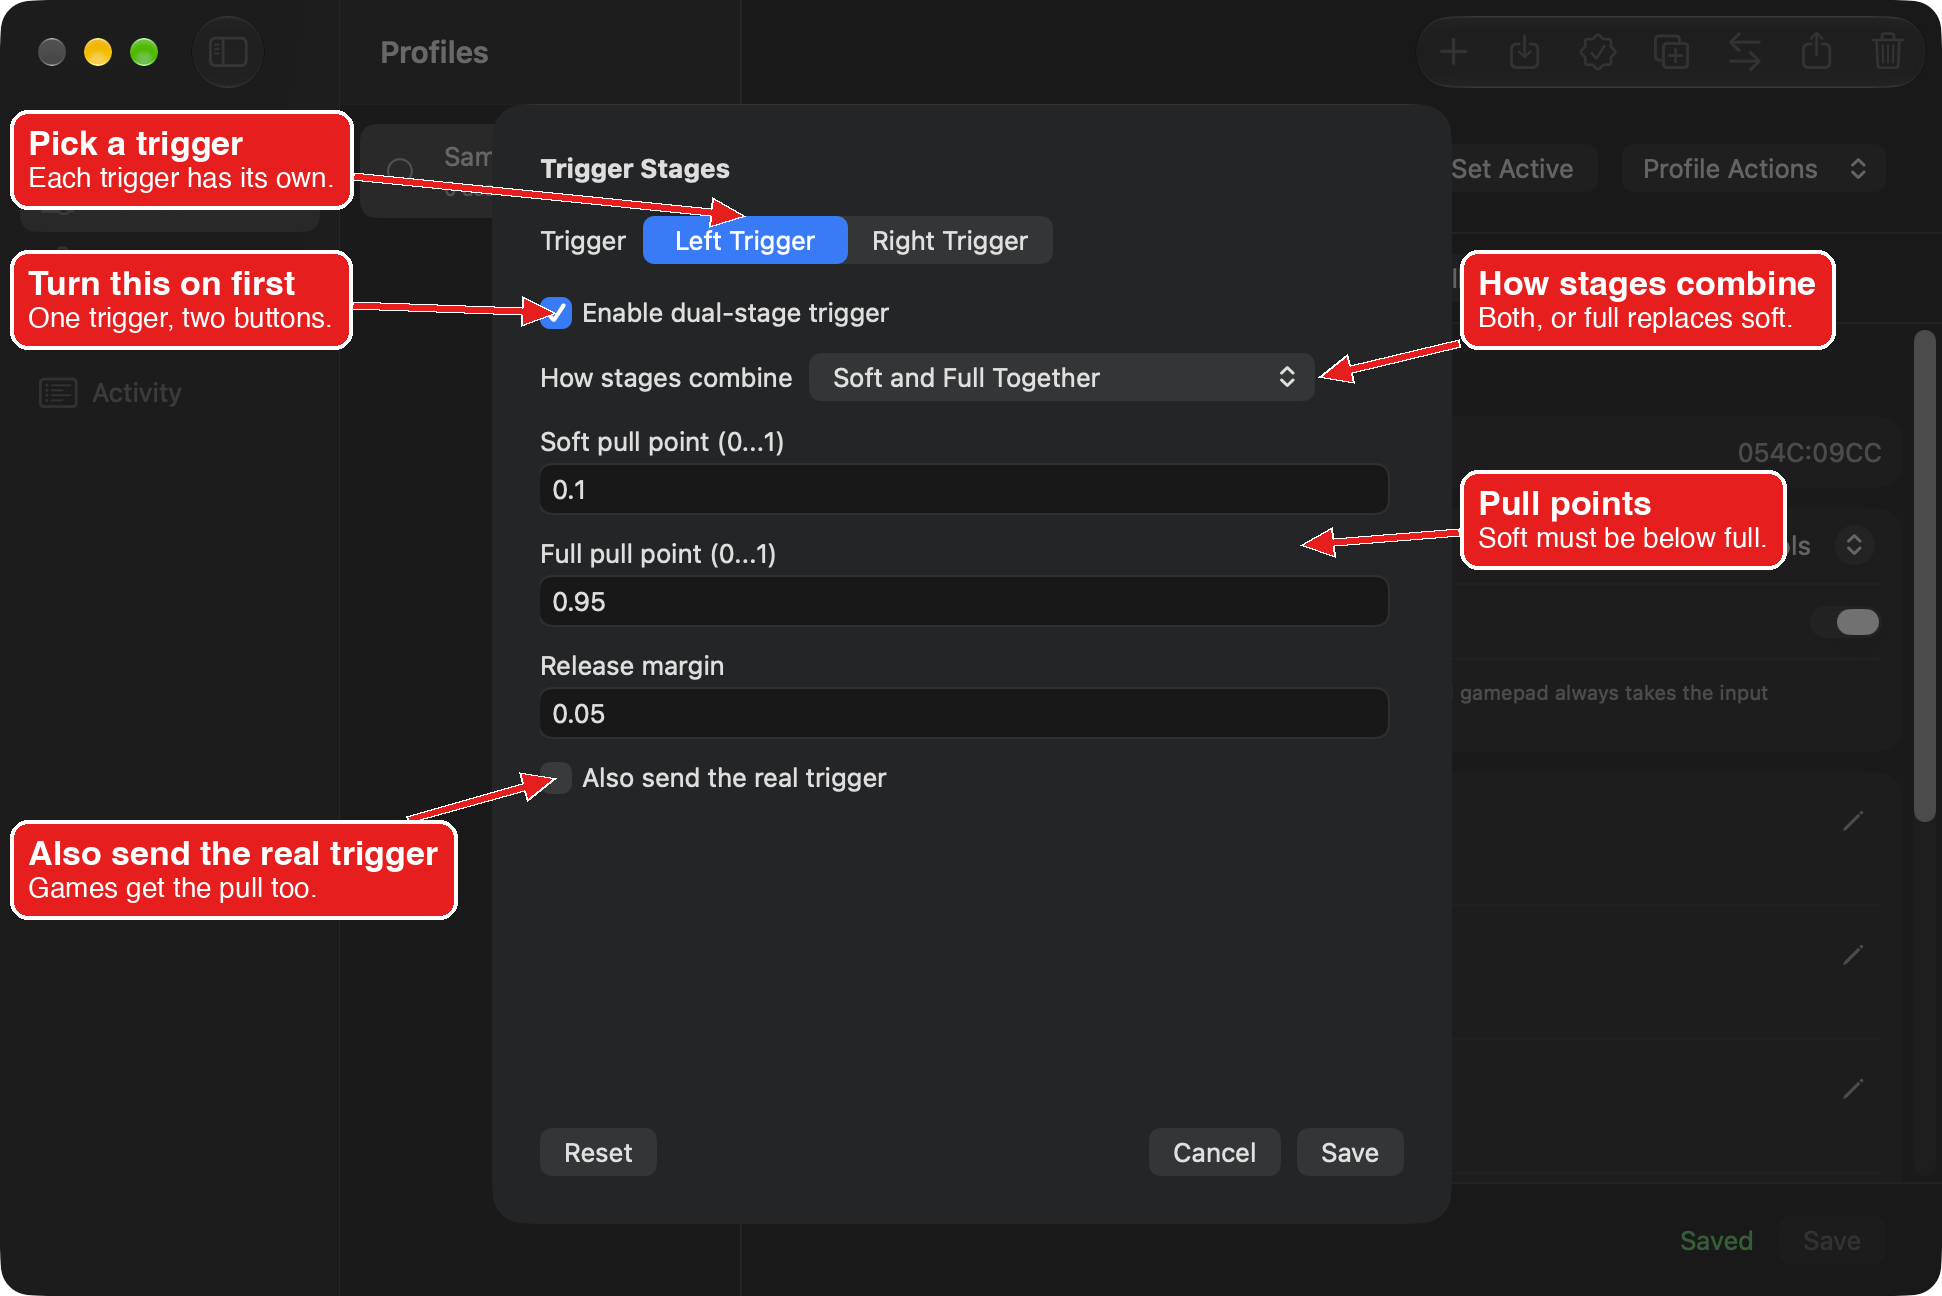 Profiles
Pick a trigger
Each trigger has its own.
Sam
Set Active
Profile Actions
Trigger Stages
Trigger
Left Trigger
Right Trigger
Turn this on first
One trigger, two buttons.
Enable dual-stage trigger
How stages combine
Both, or full replaces soft.
How stages combine
Soft and Full Together
Activity
Soft pull point (0...1)
0.1
054C:09CC
Pull points
Soft must be below full.
Full pull point (0...1)
0.95
Release margin
0.05
gamepad always takes the input
Also send the real trigger
Also send the real trigger
Games get the pull too.
Reset
Cancel
Save
Saved
Save